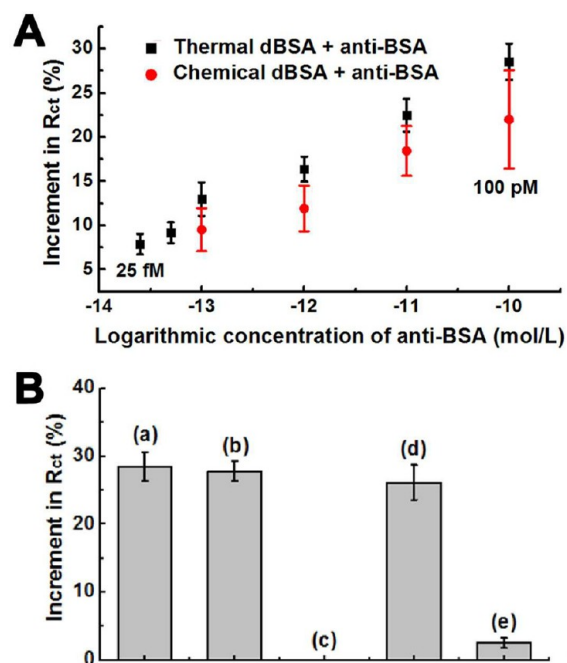 A
Increment in Rct (%)
30
25
20
15
10
5
Thermal dBSA + anti-BSA
Chemical dBSA + anti-BSA
25 fM
100 pM
-14 -13 -12 -11 -10
Logarithmic concentration of anti-BSA (mol/L)
B
Increment in Rct (%)
40
30
20
10
0
(a) (b) (c) (d) (e)